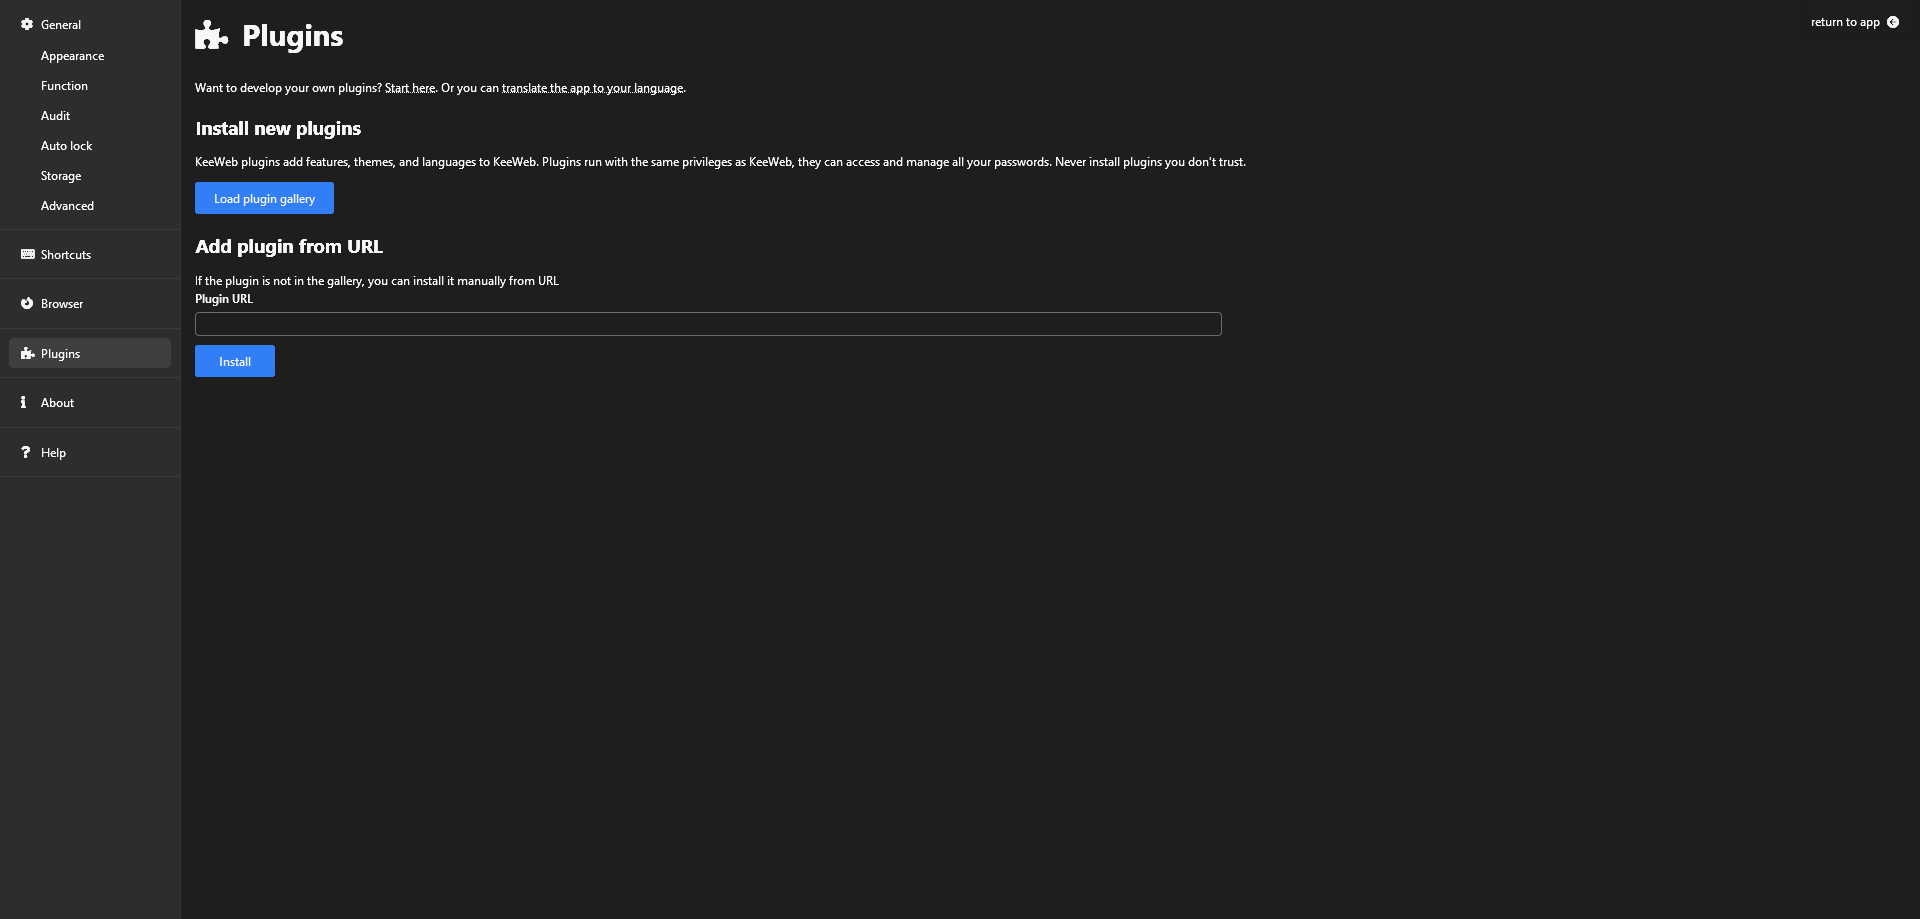 General
Appearance
Function
Audit
Auto lock
Storage
Advanced
Shortcuts
Browser
Plugins
About
Help
Plugins
return to app
Want to develop your own plugins? Start here. Or you can translate the app to your language.
Install new plugins
KeeWeb plugins add features, themes, and languages to KeeWeb. Plugins run with the same privileges as KeeWeb, they can access and manage all your passwords. Never install plugins you don't trust.
Load plugin gallery
Add plugin from URL
If the plugin is not in the gallery, you can install it manually from URL
Plugin URL
Install